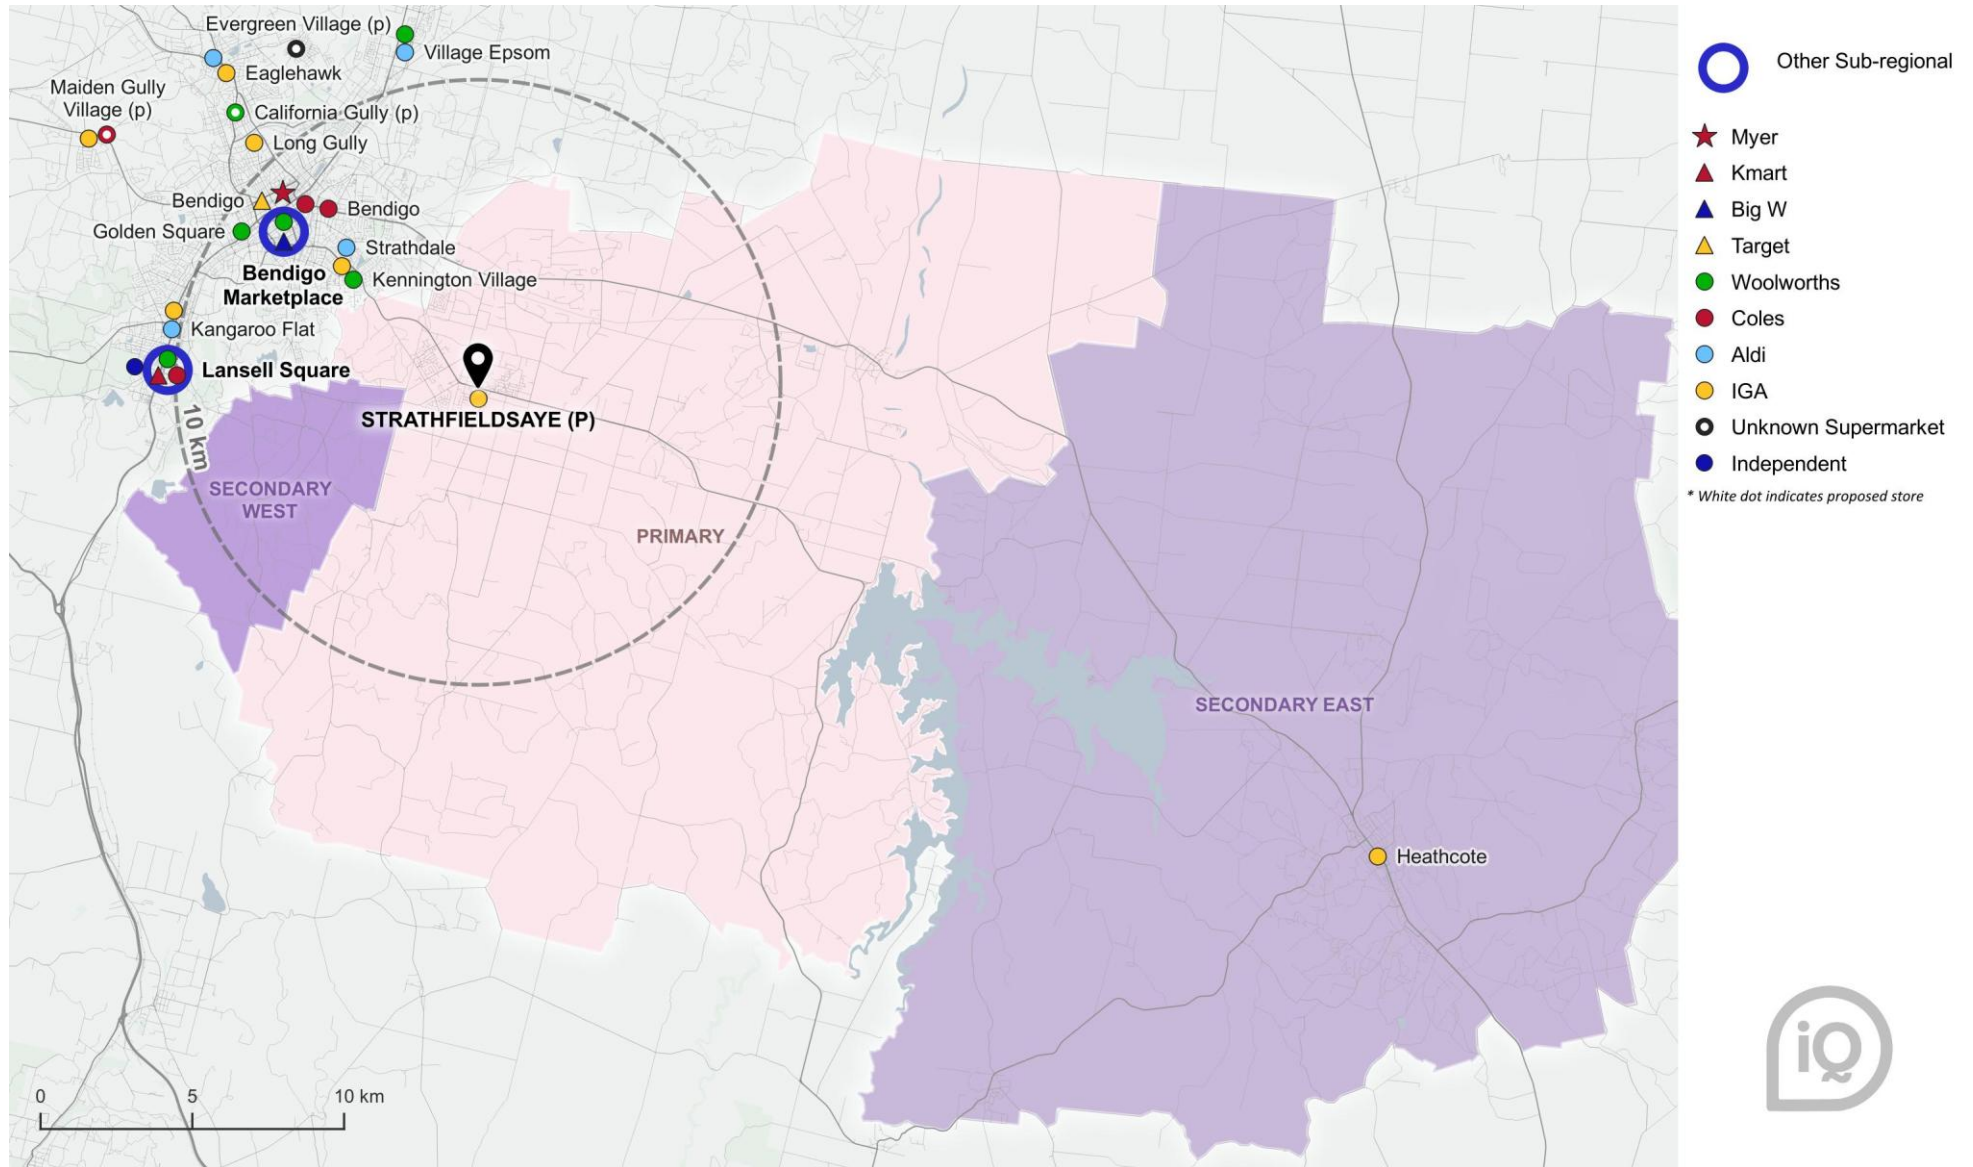 Evergreen Village (p)
Village Epsom
Eaglehawk
Maiden Gully
Village (p)
California Gully (p)
Long Gully
Bendigo
Bendigo
Golden Square
Strathdale
Bendigo
Marketplace
Kennington Village
Kangaroo Flat
Lansell Square
10 km
STRATHFIELDSAYE (P)
SECONDARY
WEST
PRIMARY
SECONDARY EAST
Heathcote
0 5 10 km
Other Sub-regional
Myer
Kmart
Big W
Target
Woolworths
Coles
Aldi
IGA
Unknown Supermarket
Independent
* White dot indicates proposed store
iQ